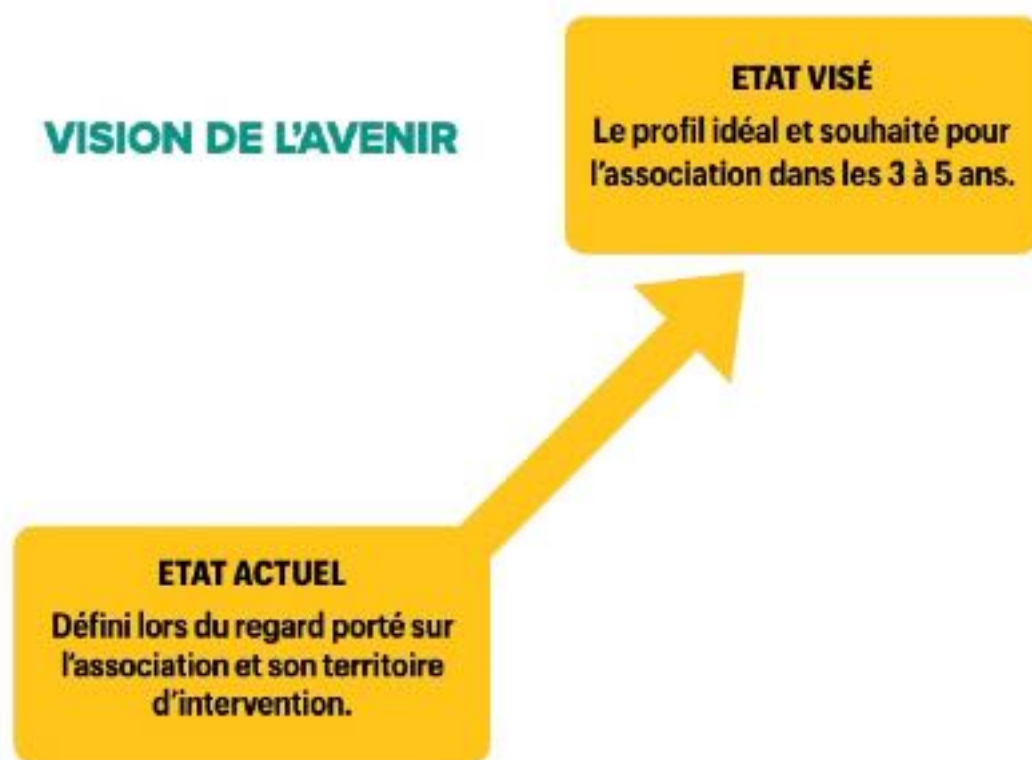 VISION DE L'AVENIR
ETAT VISÉ
Le profil idéal et souhaité pour
l'association dans les 3 à 5 ans.
ETAT ACTUEL
Défini lors du regard porté sur
l'association et son territoire
d'intervention.